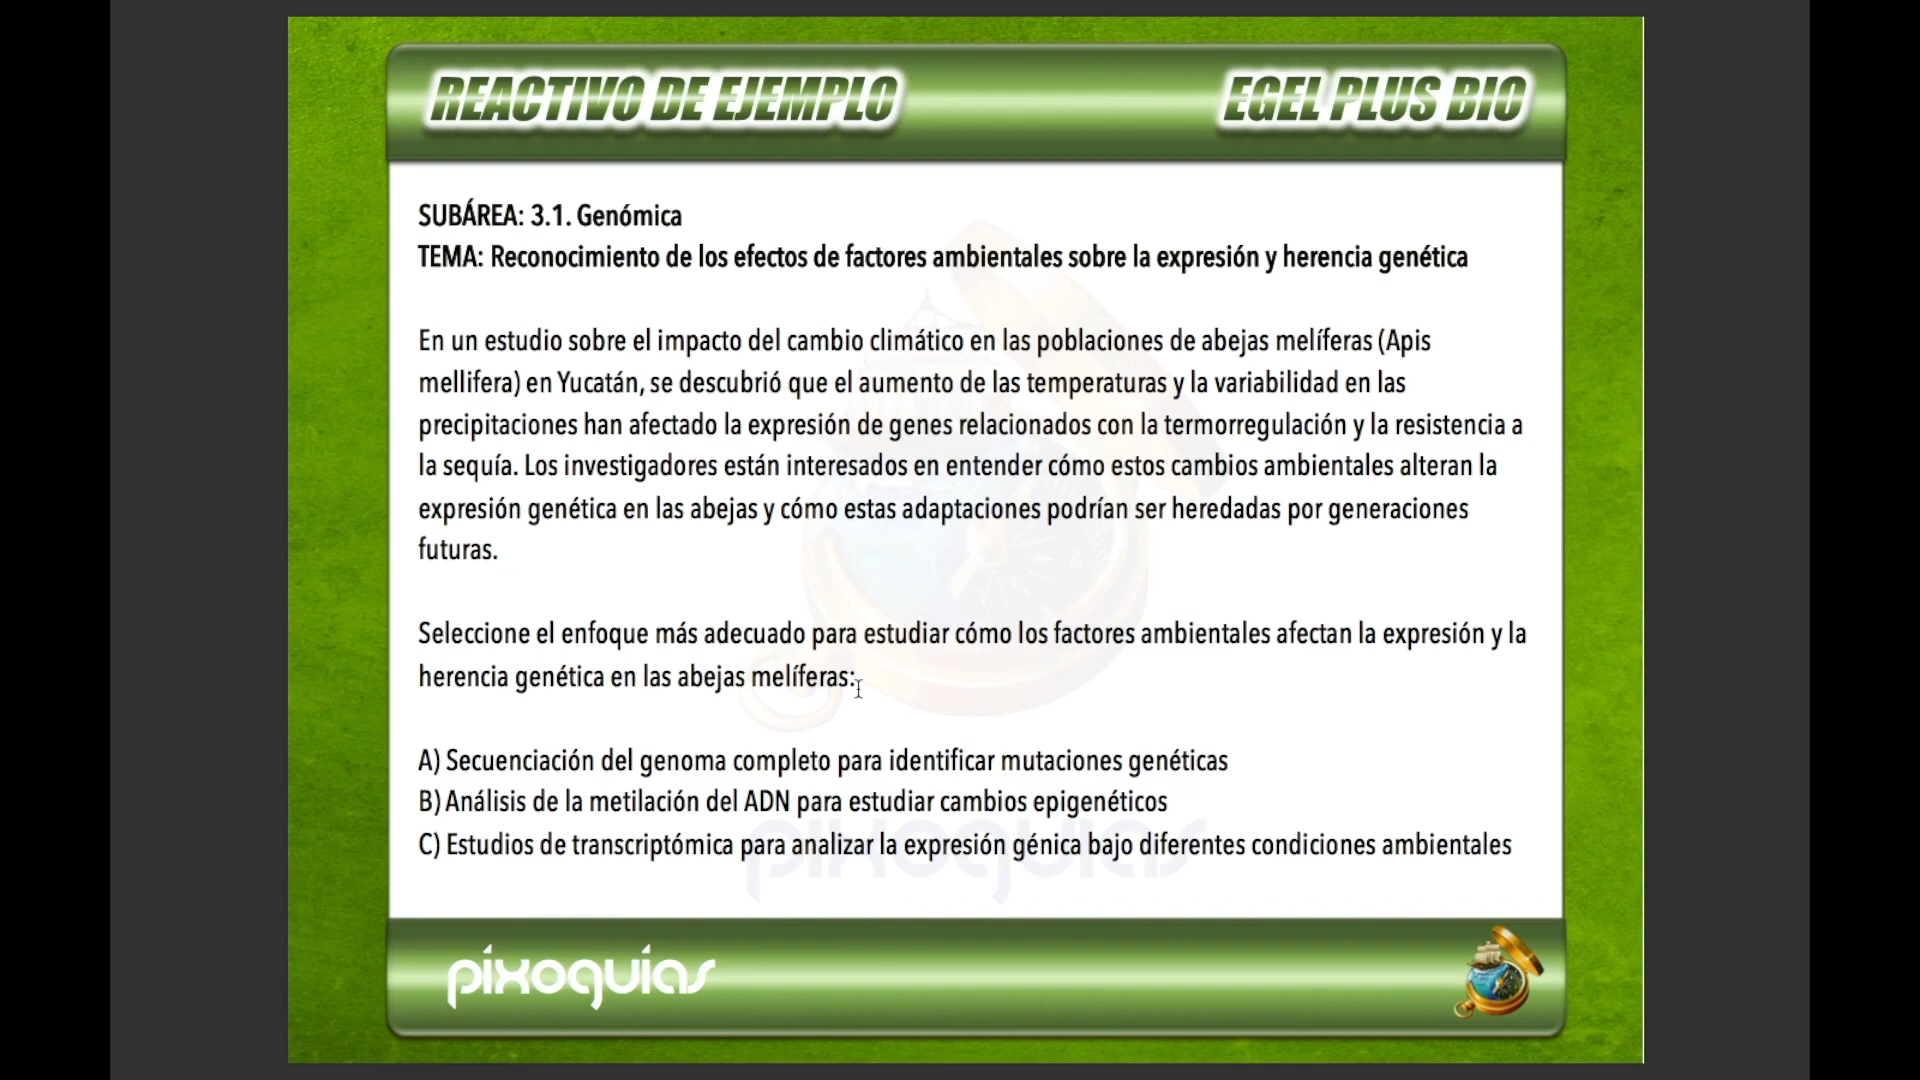 REACTIVO DE EJEMPLO EGEL PLUS BIO
SUBÁREA: 3.1. Genómica
TEMA: Reconocimiento de los efectos de factores ambientales sobre la expresión y herencia genética
En un estudio sobre el impacto del cambio climático en las poblaciones de abejas melíferas (Apis
mellifera) en Yucatán, se descubrió que el aumento de las temperaturas y la variabilidad en las
precipitaciones han afectado la expresión de genes relacionados con la termorregulación y la resistencia a
la sequía. Los investigadores están interesados en entender cómo estos cambios ambientales alteran la
expresión genética en las abejas y cómo estas adaptaciones podrían ser heredadas por generaciones
futuras.
Seleccione el enfoque más adecuado para estudiar cómo los factores ambientales afectan la expresión y la
herencia genética en las abejas melíferas:
A) Secuenciación del genoma completo para identificar mutaciones genéticas
B) Análisis de la metilación del ADN para estudiar cambios epigenéticos
C) Estudios de transcriptómica para analizar la expresión génica bajo diferentes condiciones ambientales
pixoguías
pixoguías